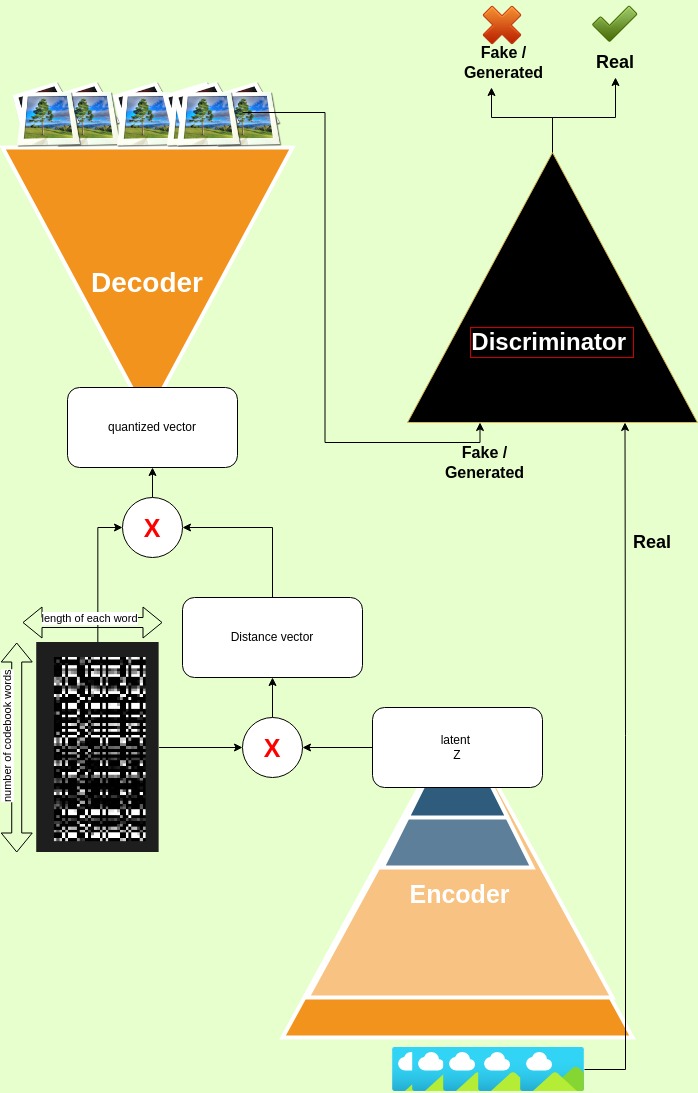 Fake /
Generated
Real
Decoder
Discriminator
quantized vector
Fake /
Generated
X
Real
length of each word
Distance vector
number of codebook words
X
latent
Z
Encoder